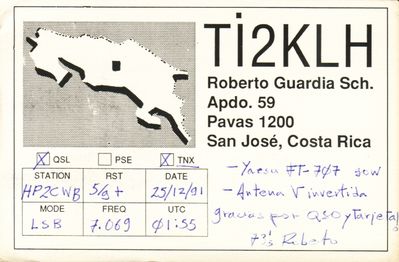 Ti2KLH
Roberto Guardia Sch.
Apdo. 59
Pavas 1200
San José, Costa Rica
X QSL PSE X TNX
STATION RST DATE
HP2CWB 5/9+ 25/12/91
MODE FREQ UTC
LSB 7.069 01:55
- Yaesu FT-707 50W
- Antena V invertida
gracias por QSO y tarjeta!
73's Roberto